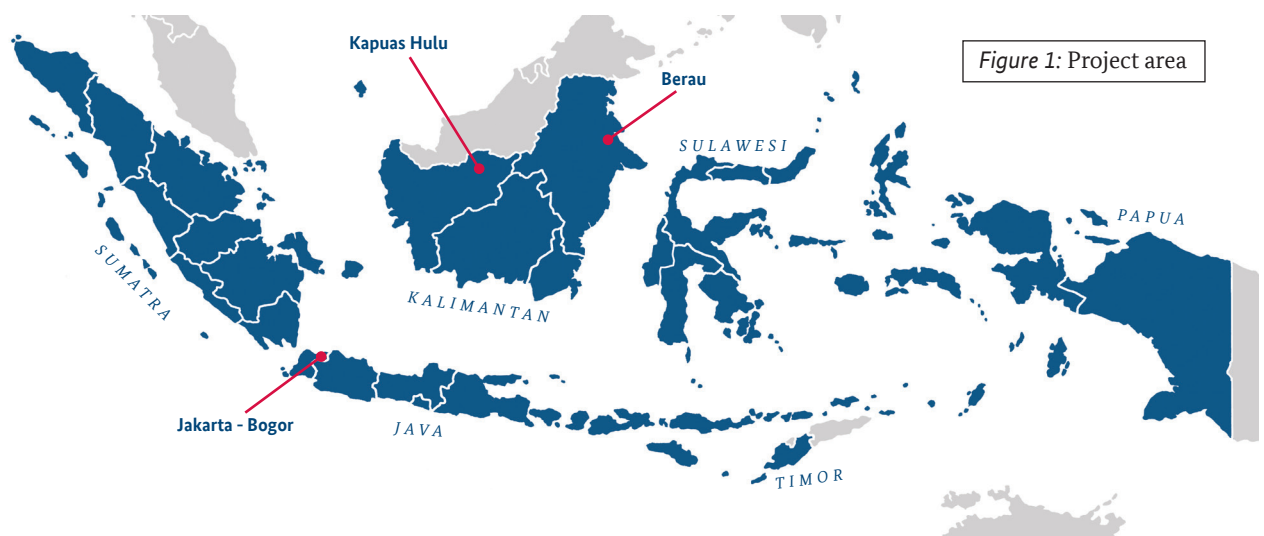 Kapuas Hulu
Figure 1: Project area
Berau
SULAWESI
PAPUA
SUMATRA
KALIMANTAN
Jakarta - Bogor
JAVA
TIMOR